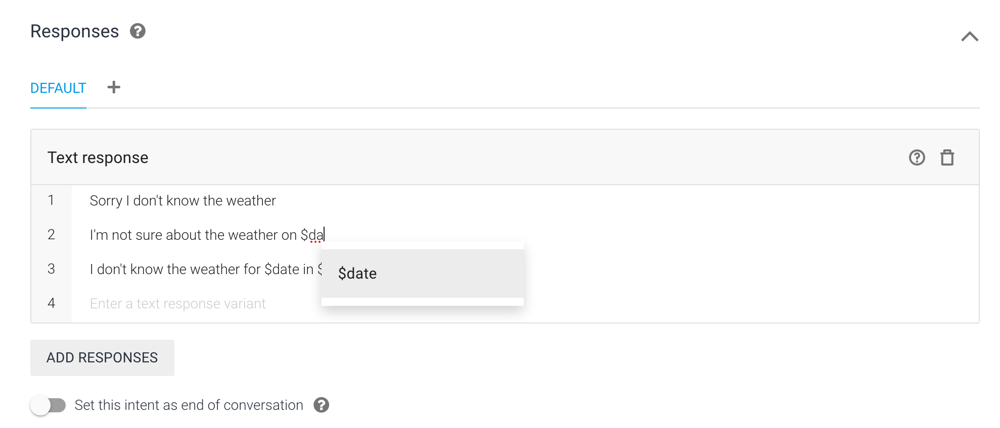 Responses
DEFAULT
Text response
1 Sorry I don't know the weather
2 I'm not sure about the weather on $da
3 I don't know the weather for $date in $
$date
4 Enter a text response variant
ADD RESPONSES
Set this intent as end of conversation